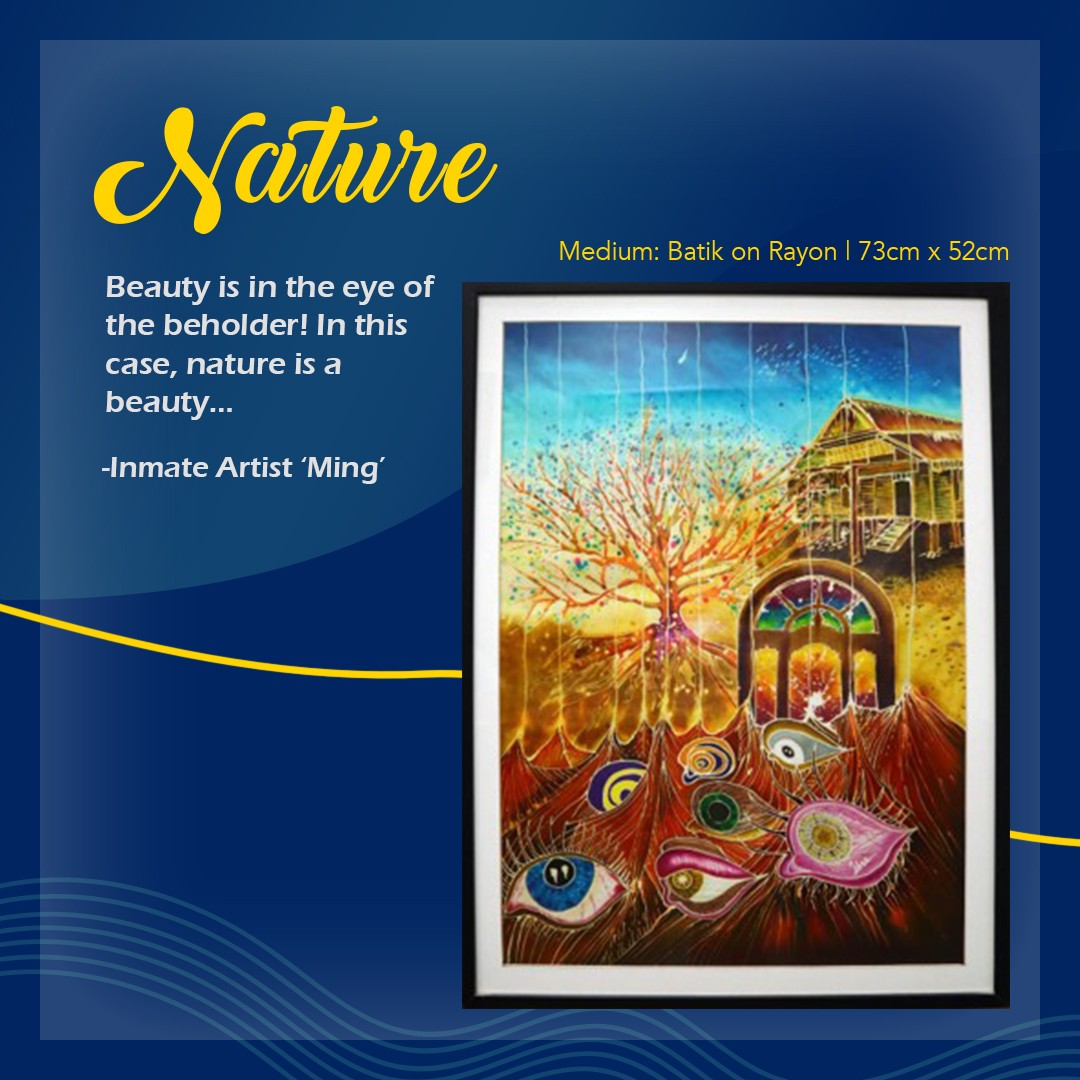 Nature
Medium: Batik on Rayon | 73cm x 52cm
Beauty is in the eye of
the beholder! In this
case, nature is a
beauty...
-Inmate Artist ‘Ming’